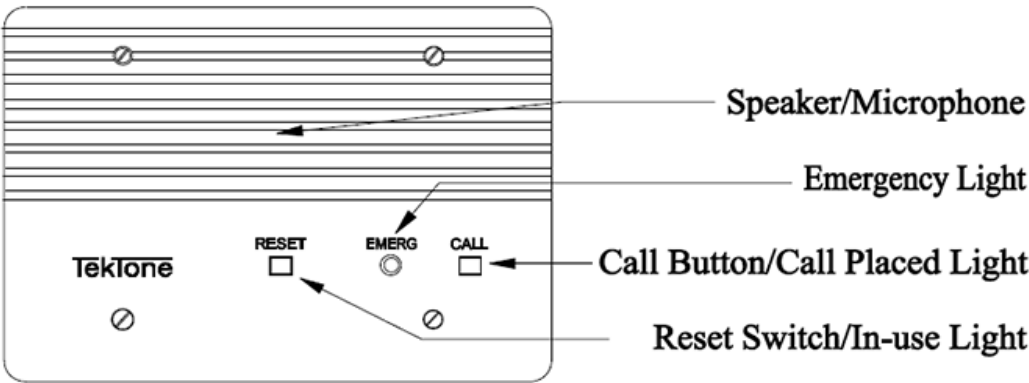 Speaker/Microphone
Emergency Light
RESET EMERG CALL
TekTone
Call Button/Call Placed Light
Reset Switch/In-use Light